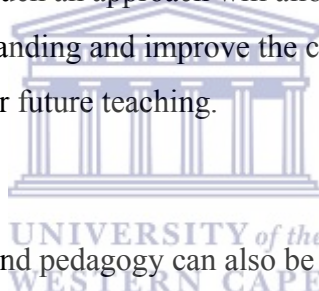 uch an approach will allo
anding and improve the c
r future teaching.
UNIVERSITY of the
nd pedagogy can also be
WESTERN CAPE